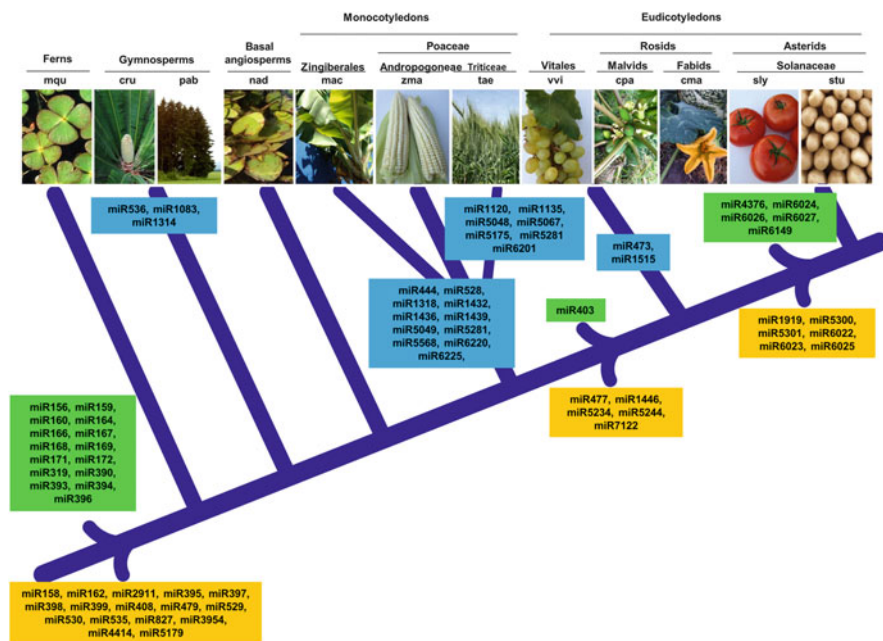 Monocotyledons
Eudicotyledons
Poaceae
Rosids
Asterids
Ferns
Gymnosperms
Basal
angiosperms
Zingiberales
Andropogoneae
Triticeae
Vitales
Malvids
Fabids
Solanaceae
mqu
cru
pab
nad
mac
zma
tae
vvi
cpa
cma
sly
stu
miR536, miR1083,
miR1314
miR1120, miR1135,
miR5048, miR5067,
miR5175, miR5281
miR6201
miR473,
miR1515
miR4376, miR6024,
miR6026, miR6027,
miR6149
miR444, miR528,
miR1318, miR1432,
miR1436, miR1439,
miR5049, miR5281,
miR5568, miR6220,
miR6225,
miR403
miR1919, miR5300,
miR5301, miR6022,
miR6023, miR6025
miR477, miR1446,
miR5234, miR5244,
miR7122
miR156, miR159,
miR160, miR164,
miR166, miR167,
miR168, miR169,
miR171, miR172,
miR319, miR390,
miR393, miR394,
miR396
miR158, miR162, miR2911, miR395, miR397,
miR398, miR399, miR408, miR479, miR529,
miR530, miR535, miR827, miR3954,
miR4414, miR5179